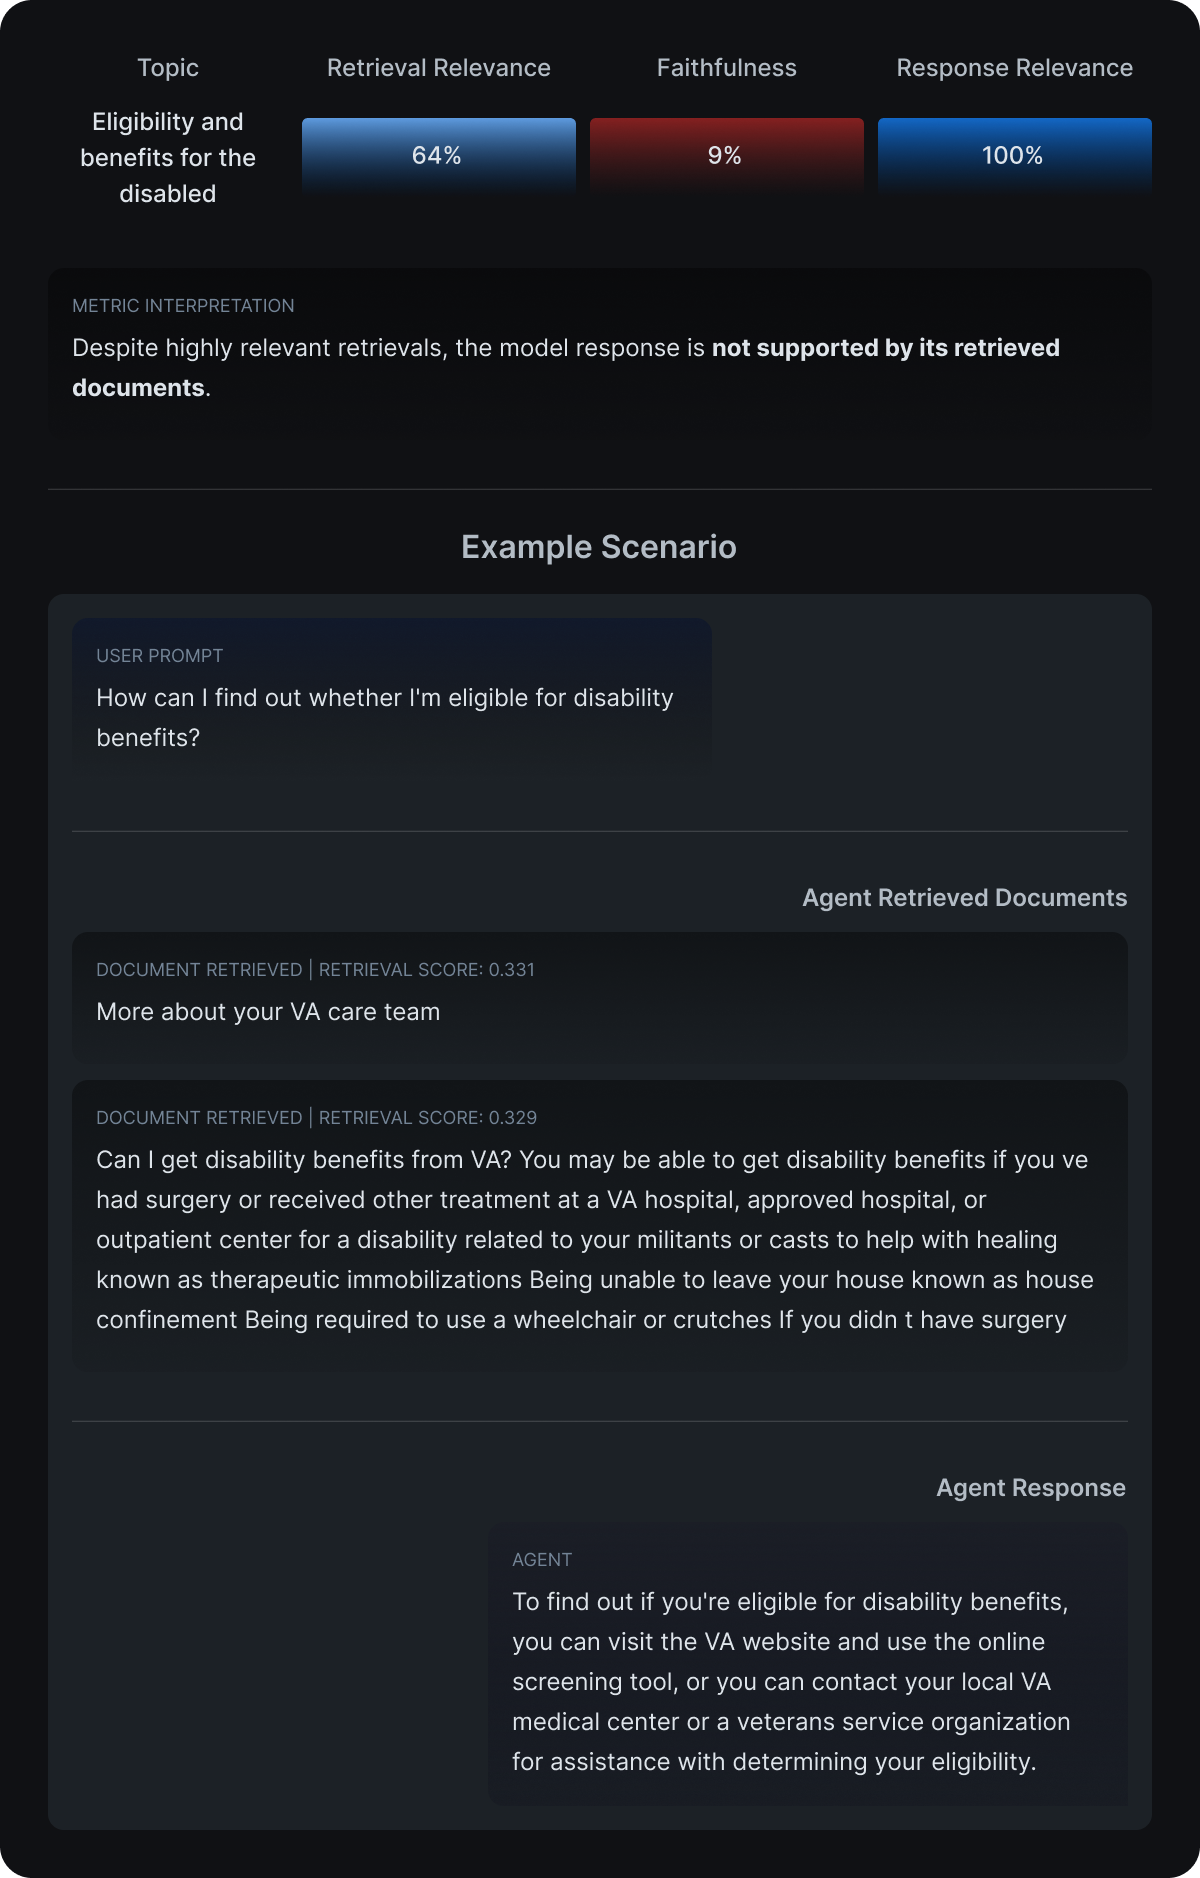 Topic
Retrieval Relevance
Faithfulness
Response Relevance
Eligibility and
benefits for the
disabled
64%
9%
100%
METRIC INTERPRETATION
Despite highly relevant retrievals, the model response is not supported by its retrieved
documents.
Example Scenario
USER PROMPT
How can I find out whether I'm eligible for disability
benefits?
Agent Retrieved Documents
DOCUMENT RETRIEVED | RETRIEVAL SCORE: 0.331
More about your VA care team
DOCUMENT RETRIEVED | RETRIEVAL SCORE: 0.329
Can I get disability benefits from VA? You may be able to get disability benefits if you ve
had surgery or received other treatment at a VA hospital, approved hospital, or
outpatient center for a disability related to your militants or casts to help with healing
known as therapeutic immobilizations Being unable to leave your house known as house
confinement Being required to use a wheelchair or crutches If you didn t have surgery
Agent Response
AGENT
To find out if you're eligible for disability benefits,
you can visit the VA website and use the online
screening tool, or you can contact your local VA
medical center or a veterans service organization
for assistance with determining your eligibility.